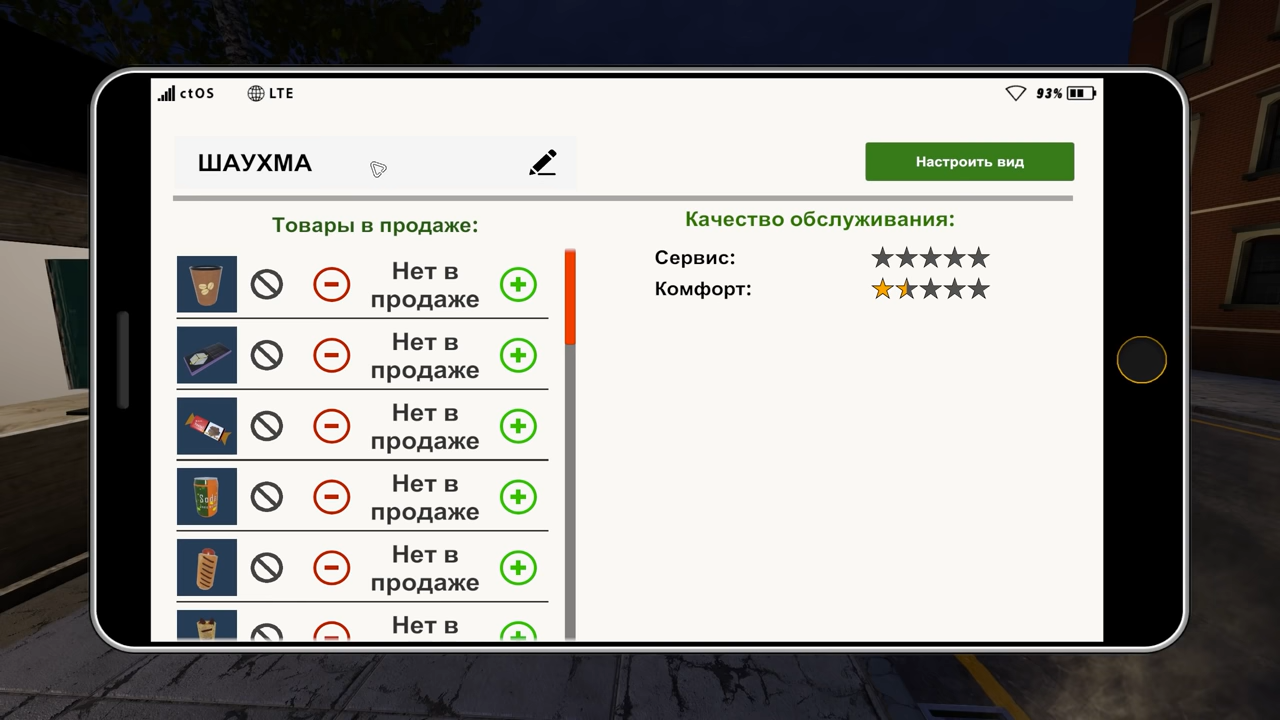 ctOS LTE 93%
ШАУХМА
Настроить вид
Товары в продаже:
Качество обслуживания:
Сервис:
Комфорт:
Нет в
продаже
Нет в
продаже
Нет в
продаже
Нет в
продаже
Нет в
продаже
Нет в